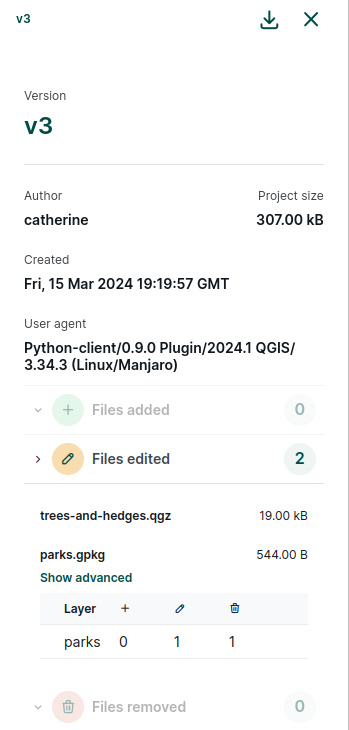 v3
Version
v3
Author Project size
catherine 307.00 kB
Created
Fri, 15 Mar 2024 19:19:57 GMT
User agent
Python-client/0.9.0 Plugin/2024.1 QGIS/
3.34.3 (Linux/Manjaro)
Files added 0
Files edited 2
trees-and-hedges.qgz 19.00 kB
parks.gpkg 544.00 B
Show advanced
Layer +
parks 0 1 1
Files removed 0